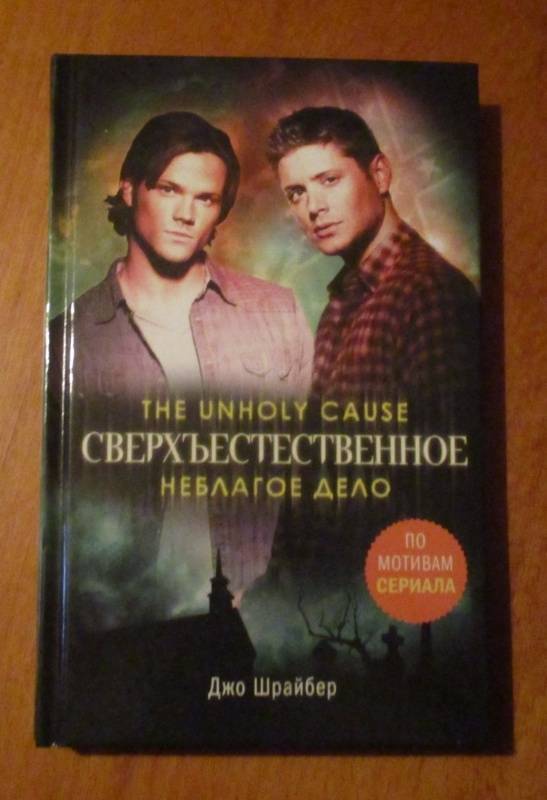 THE UNHOLY CAUSE
СВЕРХЪЕСТЕСТВЕННОЕ
НЕБЛАГОЕ ДЕЛО
ПО
МОТИВАМ
СЕРИАЛА
Джо Шрайбер